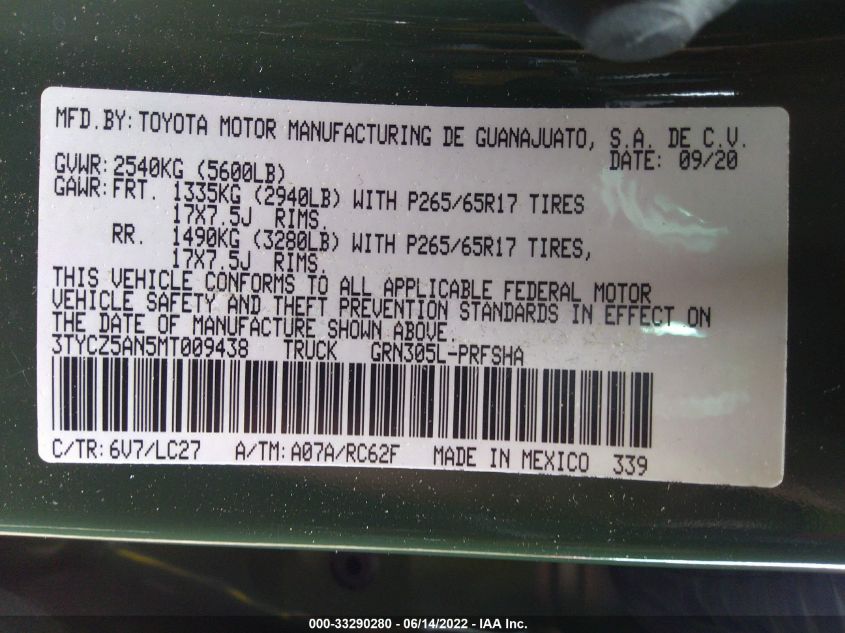 MFD.BY: TOYOTA MOTOR MANUFACTURING DE GUANAJUATO, S.A. DE C.V.
DATE: 09/20
GVWR: 2540KG (5600LB)
GAWR: FRT. 1335KG (2940LB) WITH P265/65R17 TIRES
17X7.5J RIMS.
RR. 1490KG (3280LB) WITH P265/65R17 TIRES,
17X7.5J RIMS.
THIS VEHICLE CONFORMS TO ALL APPLICABLE FEDERAL MOTOR
VEHICLE SAFETY AND THEFT PREVENTION STANDARDS IN EFFECT ON
THE DATE OF MANUFACTURE SHOWN ABOVE.
3TYCZ5AN5MT009438 TRUCK GRN305L-PRFSHA
C/TR: 6V7/LC27 A/TM: A07A/RC62F MADE IN MEXICO 339
000-33290280 - 06/14/2022 - IAA Inc.